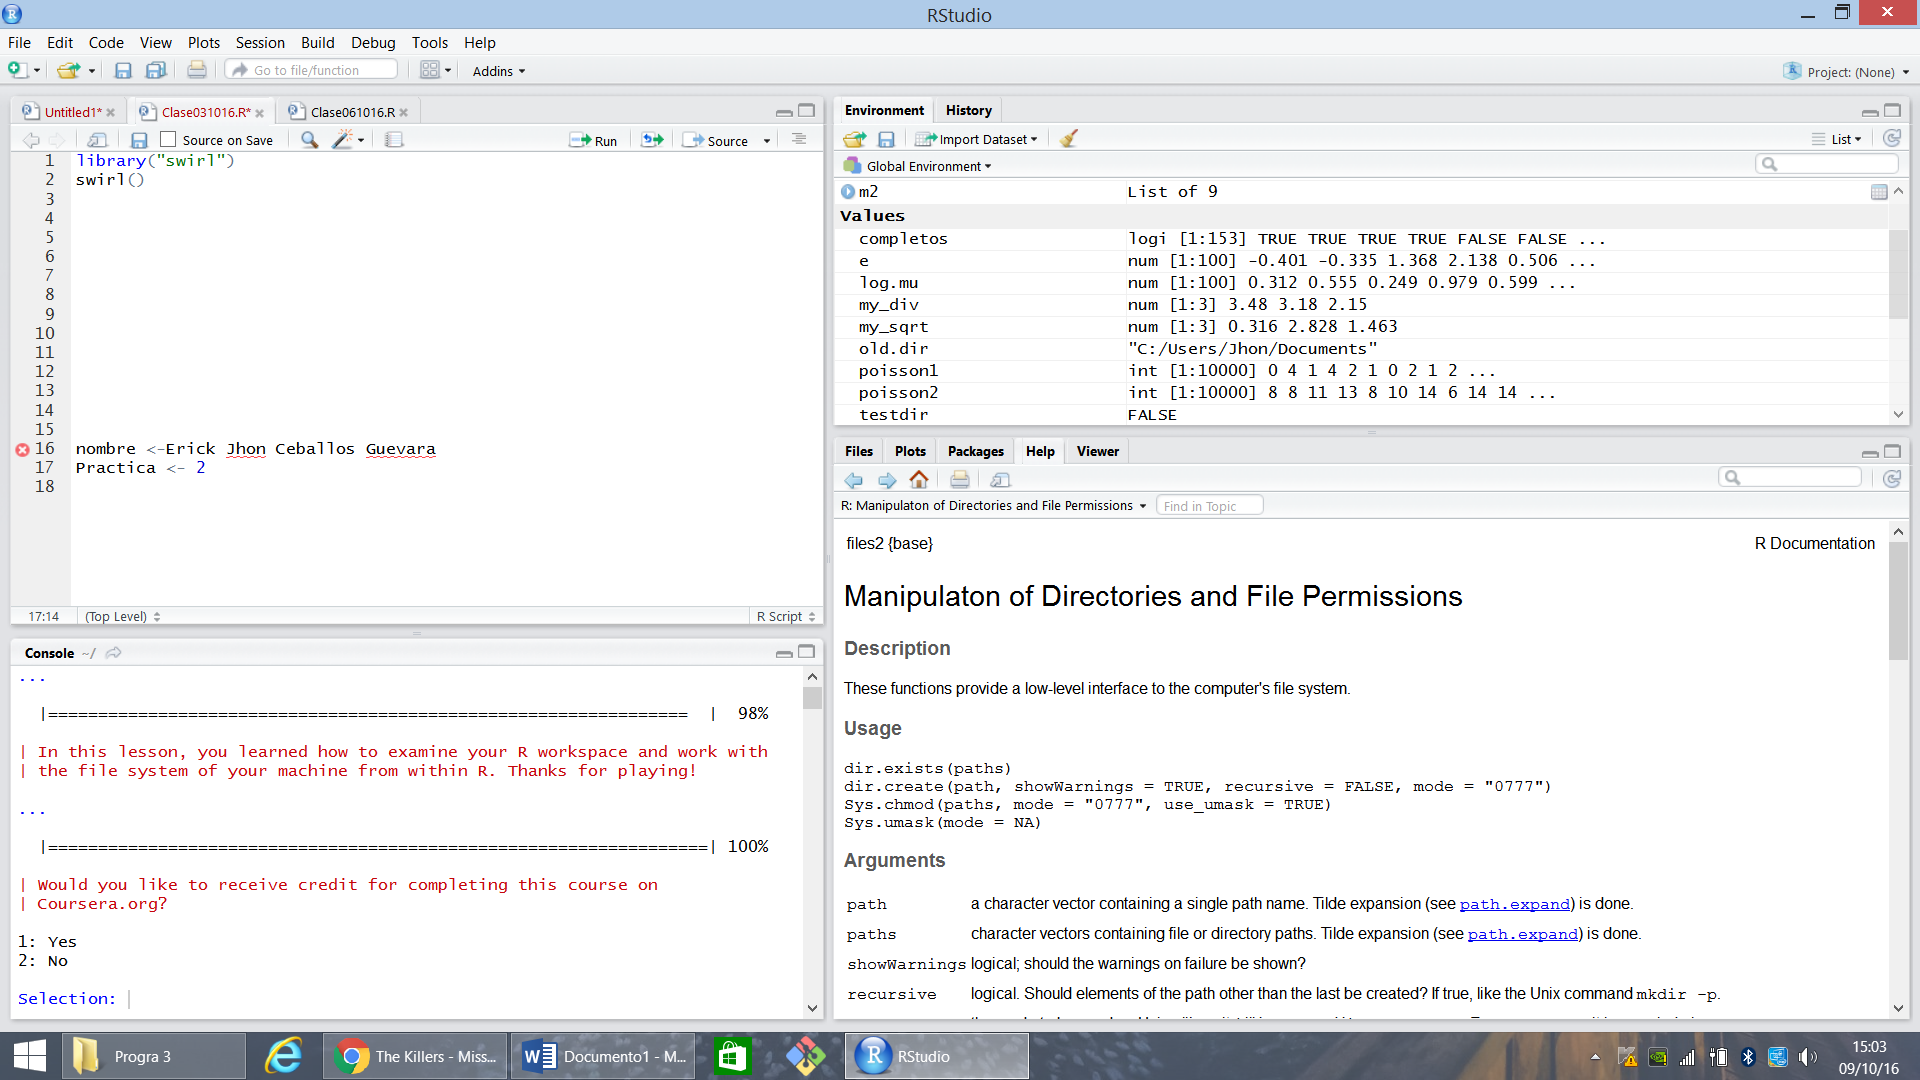 RStudio
File Edit Code View Plots Session Build Debug Tools Help
Go to file/function Addins Project: (None)
Untitled1* Clase031016.R* Clase061016.R
Source on Save Run Source
1 library("swirl")
2 swirl()
3
4
5
6
7
8
9
10
11
12
13
14
15
16 nombre <-Erick Jhon Ceballos Guevara
17 Practica <- 2
18
17:14 (Top Level) R Script
Console ~/
...
|================================================================ | 98%
| In this lesson, you learned how to examine your R workspace and work with
| the file system of your machine from within R. Thanks for playing!
...
|==================================================================| 100%
| Would you like to receive credit for completing this course on
| Coursera.org?
1: Yes
2: No
Selection:
Environment History
Import Dataset List
Global Environment
m2 List of 9
Values
completos logi [1:153] TRUE TRUE TRUE TRUE FALSE FALSE ...
e num [1:100] -0.401 -0.335 1.368 2.138 0.506 ...
log.mu num [1:100] 0.312 0.555 0.249 0.979 0.599 ...
my_div num [1:3] 3.48 3.18 2.15
my_sqrt num [1:3] 0.316 2.828 1.463
old.dir "C:/Users/Jhon/Documents"
poisson1 int [1:10000] 0 4 1 4 2 1 0 2 1 2 ...
poisson2 int [1:10000] 8 8 11 13 8 10 14 6 14 14 ...
testdir FALSE
Files Plots Packages Help Viewer
R: Manipulaton of Directories and File Permissions Find in Topic
files2 {base} R Documentation
Manipulaton of Directories and File Permissions
Description
These functions provide a low-level interface to the computer's file system.
Usage
dir.exists(paths)
dir.create(path, showWarnings = TRUE, recursive = FALSE, mode = "0777")
Sys.chmod(paths, mode = "0777", use_umask = TRUE)
Sys.umask(mode = NA)
Arguments
path a character vector containing a single path name. Tilde expansion (see path.expand) is done.
paths character vectors containing file or directory paths. Tilde expansion (see path.expand) is done.
showWarnings logical; should the warnings on failure be shown?
recursive logical. Should elements of the path other than the last be created? If true, like the Unix command mkdir -p.
Progra 3 The Killers - Miss... Documento1 - M... RStudio
15:03
09/10/16